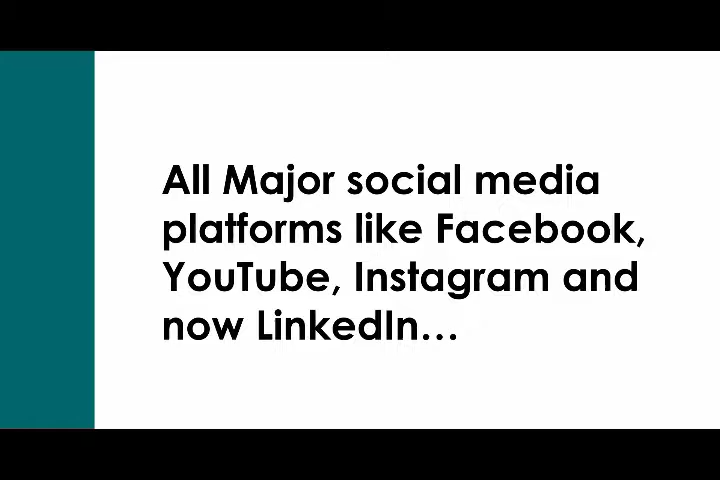 All Major social media
platforms like Facebook,
YouTube, Instagram and
now LinkedIn...